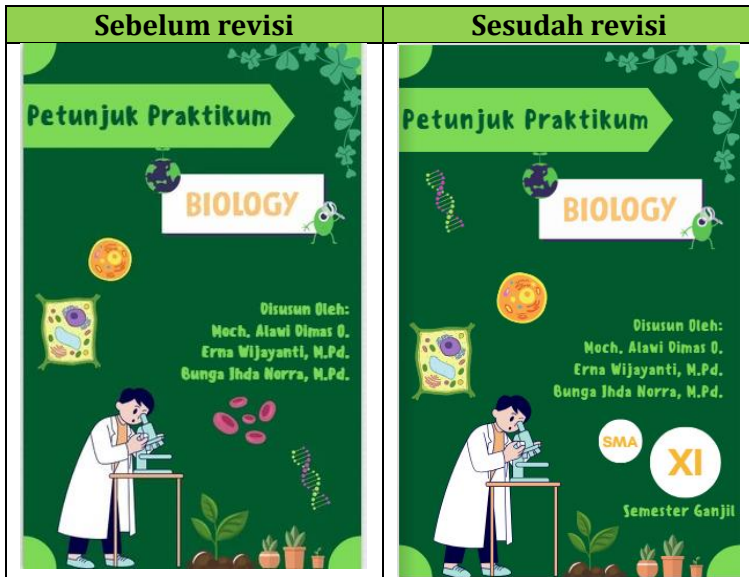 Sebelum revisi
Sesudah revisi
Petunjuk Praktikum
BIOLOGY
Disusun Oleh:
Moch. Alawi Dimas O.
Erna Wijayanti, M.Pd.
Bunga Ihda Norra, M.Pd.
Petunjuk Praktikum
BIOLOGY
Disusun Oleh:
Moch. Alawi Dimas O.
Erna Wijayanti, M.Pd.
Bunga Ihda Norra, M.Pd.
SMA
XI
Semester Ganjil